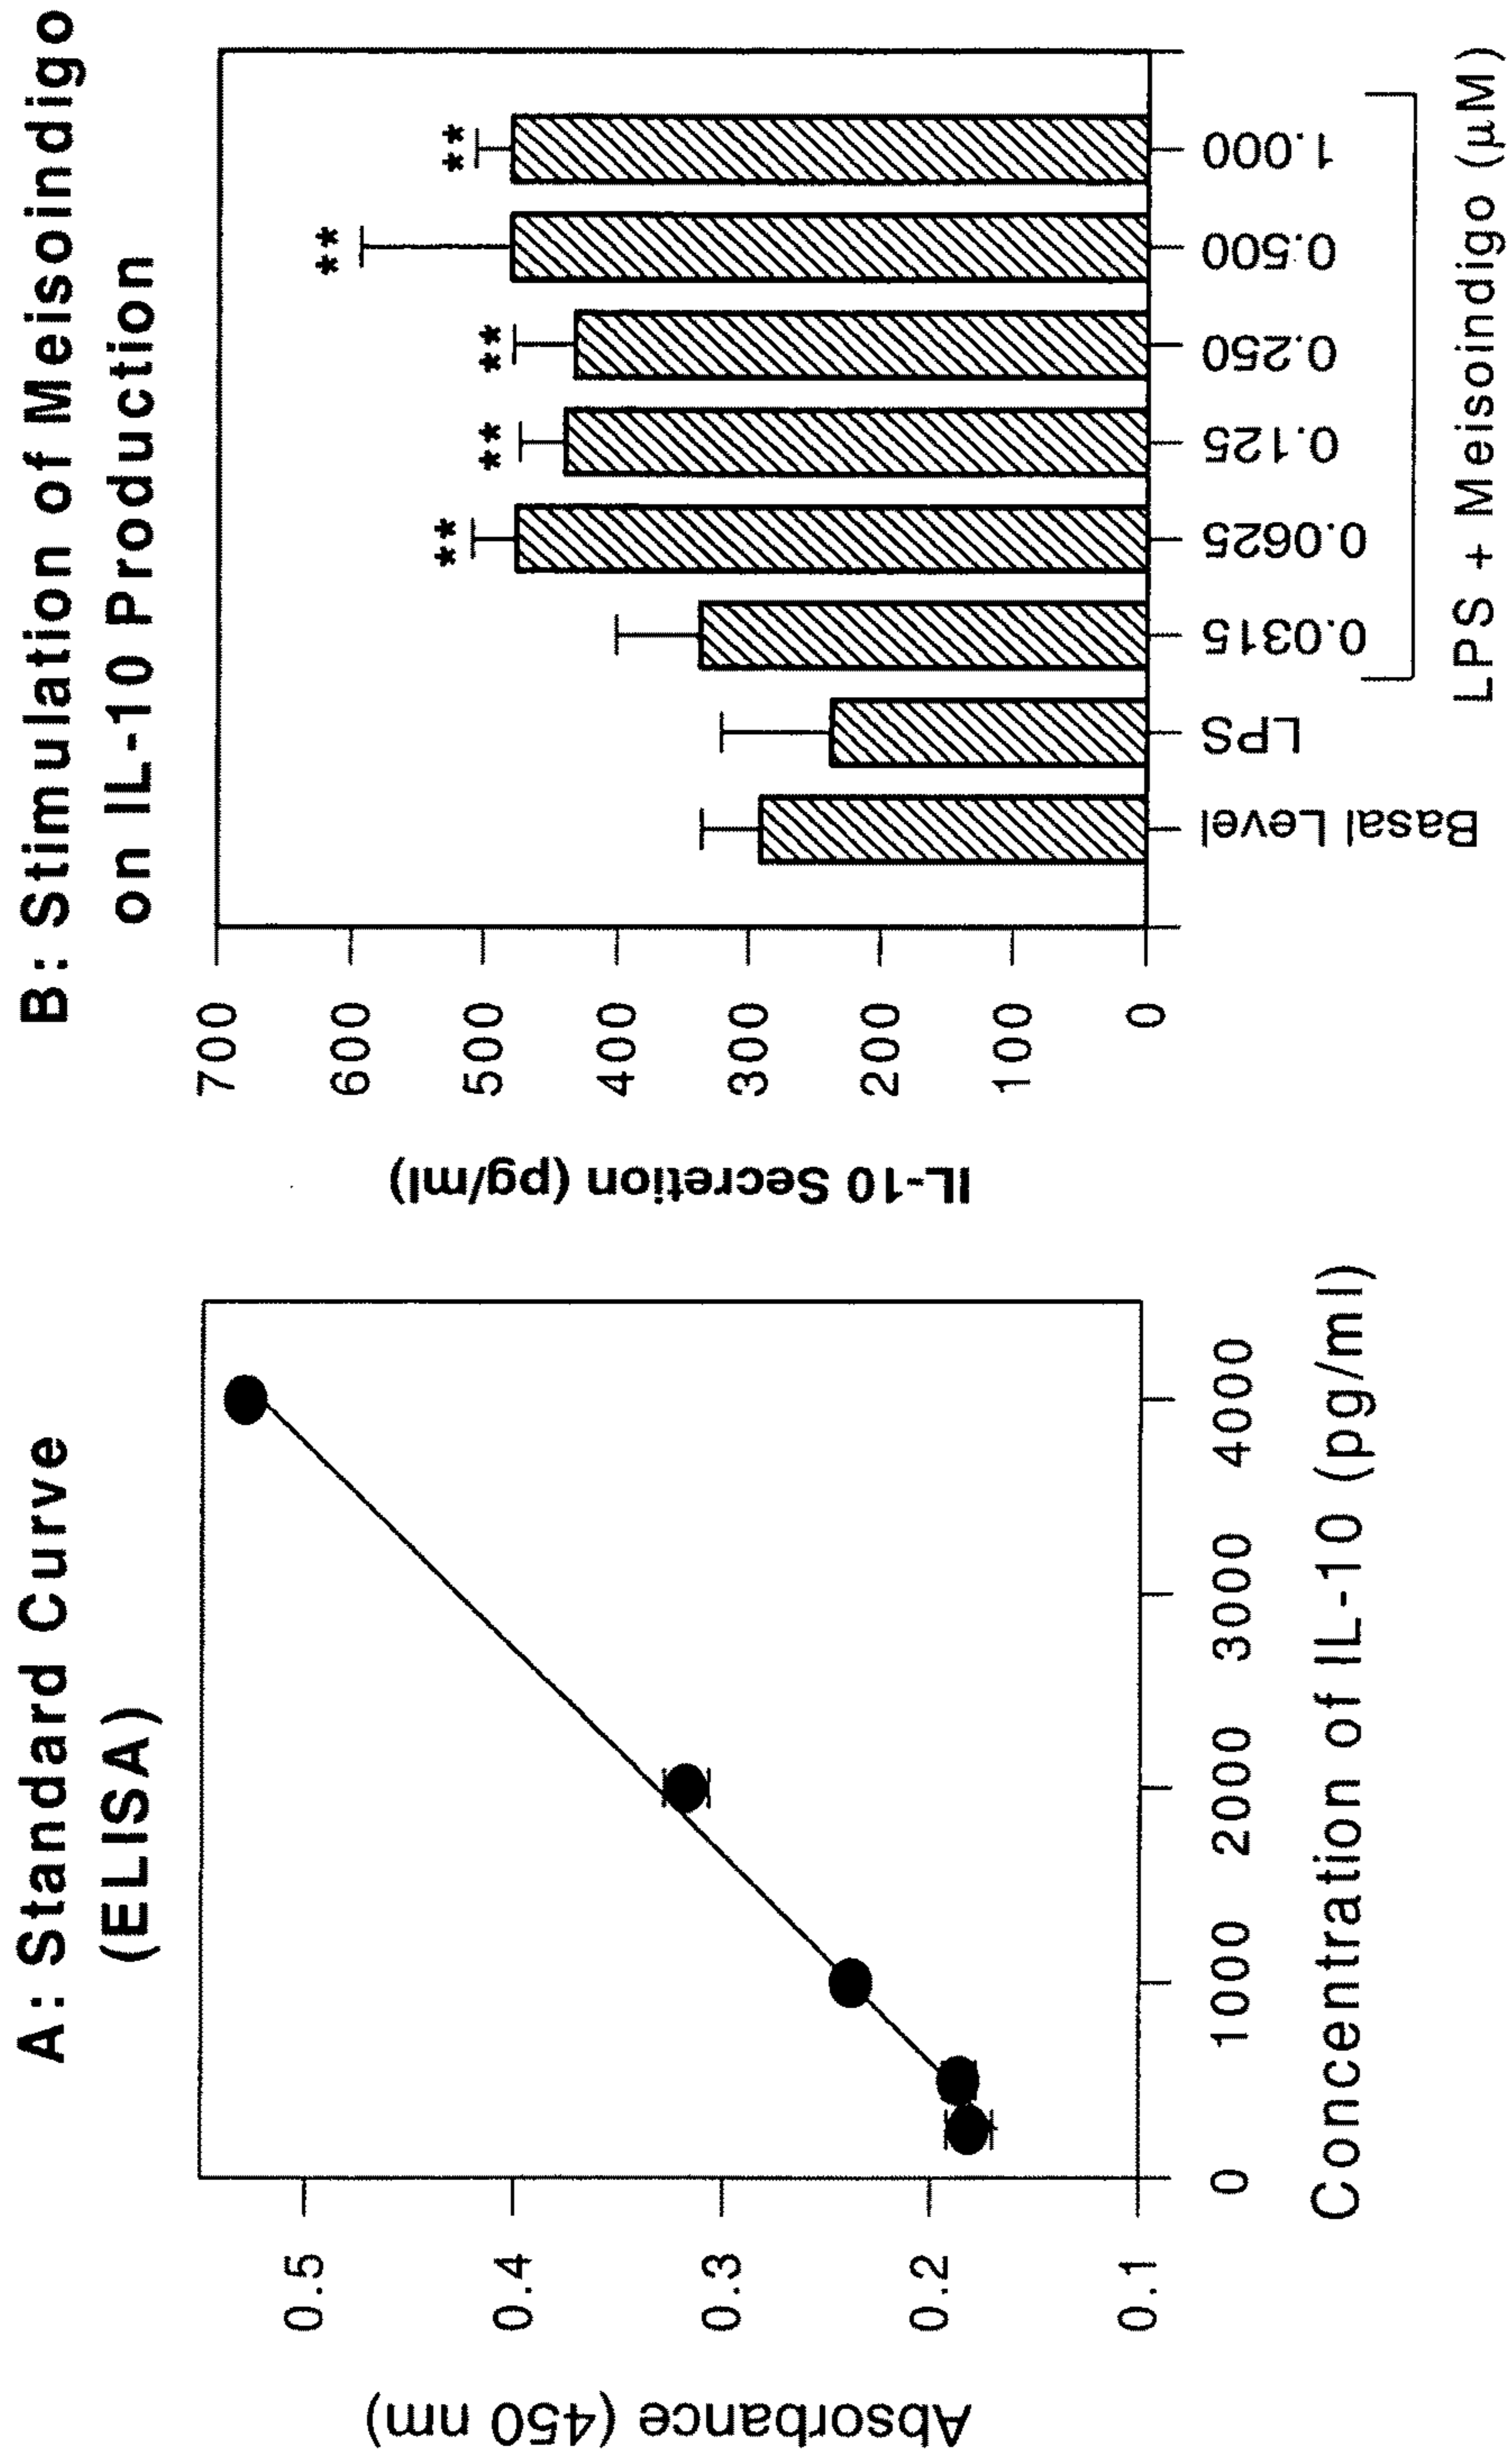 A: Standard Curve
(ELISA)
Absorbance (450 nm)
0.5
0.4
0.3
0.2
0.1
0 1000 2000 3000 4000
Concentration of IL-10 (pg/ml)
B: Stimulation of Meisoindigo
on IL-10 Production
IL-10 Secretion (pg/ml)
700
600
500
400
300
200
100
0
** ** ** ** **
Basal Level LPS 0.0315 0.0625 0.125 0.250 0.500 1.000
LPS + Meisoindigo (µM)